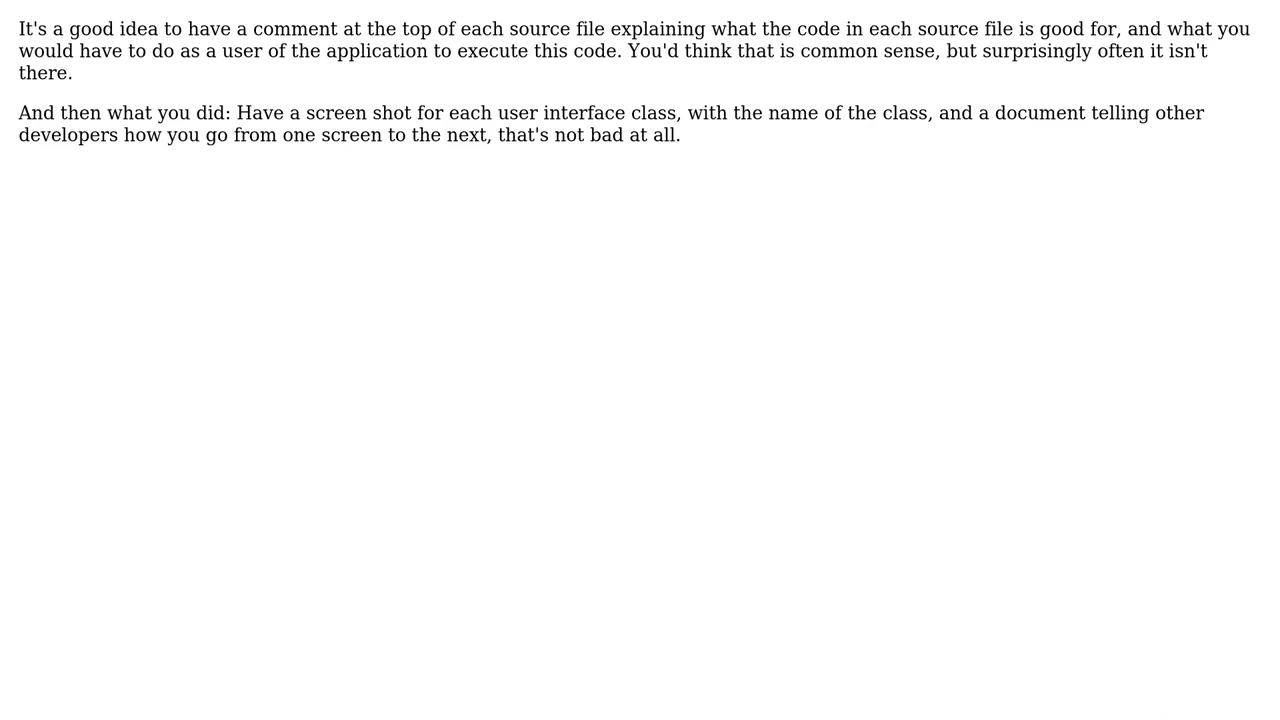 It's a good idea to have a comment at the top of each source file explaining what the code in each source file is good for, and what you
would have to do as a user of the application to execute this code. You'd think that is common sense, but surprisingly often it isn't
there.
And then what you did: Have a screen shot for each user interface class, with the name of the class, and a document telling other
developers how you go from one screen to the next, that's not bad at all.